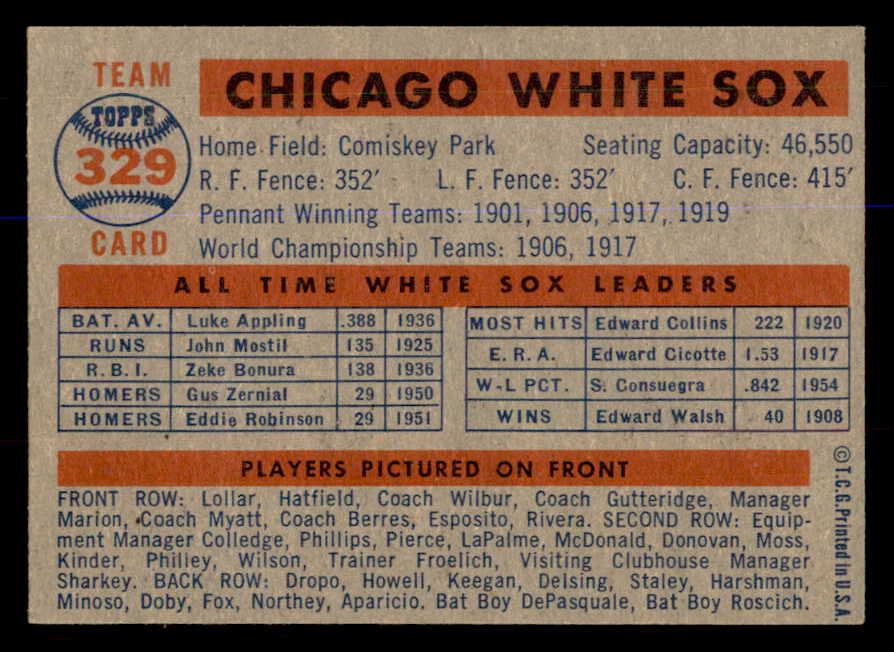 TEAM
TOPPS
329
CARD
CHICAGO WHITE SOX
Home Field: Comiskey Park Seating Capacity: 46,550
R. F. Fence: 352' L. F. Fence: 352' C. F. Fence: 415'
Pennant Winning Teams: 1901, 1906, 1917, 1919
World Championship Teams: 1906, 1917
ALL TIME WHITE SOX LEADERS
BAT. AV. Luke Appling .388 1936
RUNS John Mostil 135 1925
R.B.I. Zeke Bonura 138 1936
HOMERS Gus Zernial 29 1950
HOMERS Eddie Robinson 29 1951
MOST HITS Edward Collins 222 1920
E.R.A. Edward Cicotte 1.53 1917
W-L PCT. S. Consuegra .842 1954
WINS Edward Walsh 40 1908
PLAYERS PICTURED ON FRONT
FRONT ROW: Lollar, Hatfield, Coach Wilbur, Coach Gutteridge, Manager
Marion, Coach Myatt, Coach Berres, Esposito, Rivera. SECOND ROW: Equip-
ment Manager Colledge, Phillips, Pierce, LaPalme, McDonald, Donovan, Moss,
Kinder, Philley, Wilson, Trainer Froelich, Visiting Clubhouse Manager
Sharkey. BACK ROW: Dropo, Howell, Keegan, Delsing, Staley, Harshman,
Minoso, Doby, Fox, Northey, Aparicio. Bat Boy DePasquale, Bat Boy Roscich.
© T.C.G. Printed in U.S.A.